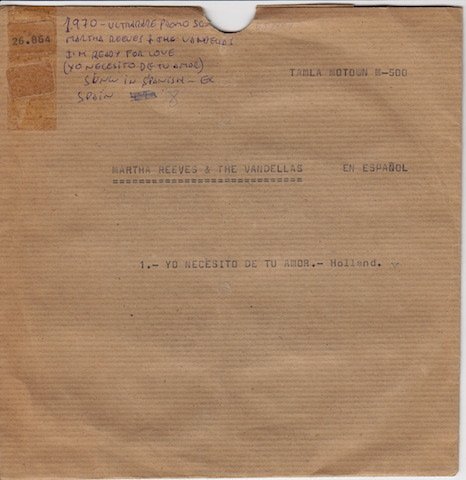 26.864
1970 - ULTRARARE PROMO
MARTHA REEVES & THE VANDELLAS
I'M READY FOR LOVE
(YO NECESITO DE TU AMOR)
SUNG IN SPANISH - EX
SPAIN
TAMLA MOTOWN M-500
MARTHA REEVES & THE VANDELLAS EN ESPAÑOL
1.- YO NECESITO DE TU AMOR.- Holland.